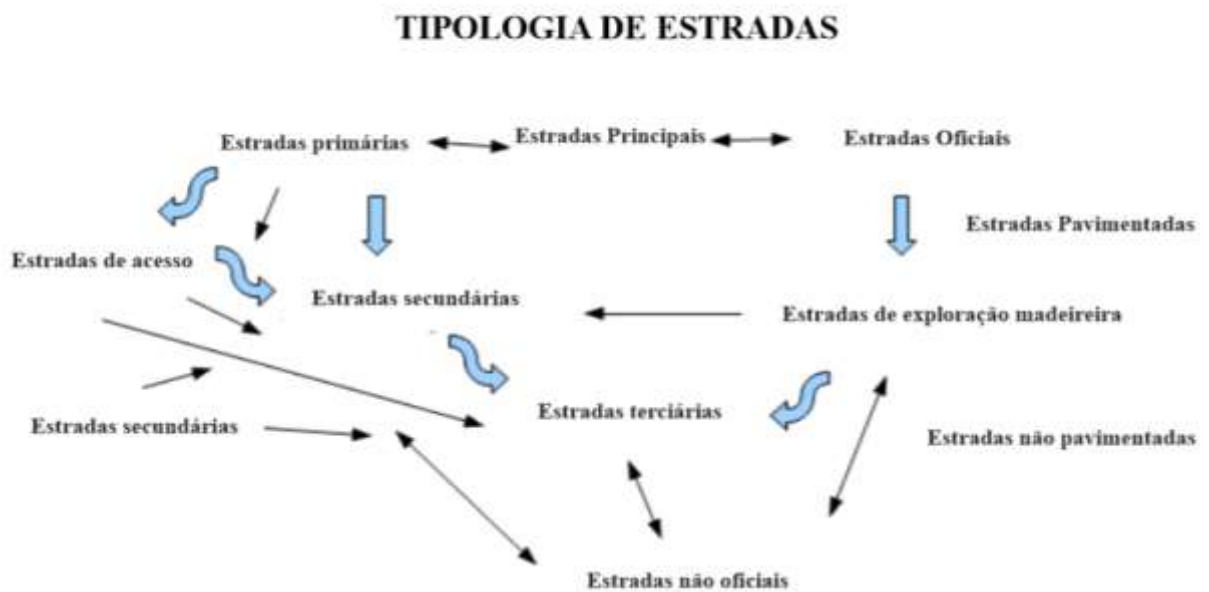 TIPOLOGIA DE ESTRADAS
Estradas primárias
Estradas Principais
Estradas Oficiais
Estradas Pavimentadas
Estradas de acesso
Estradas secundárias
Estradas de exploração madeireira
Estradas terciárias
Estradas secundárias
Estradas não pavimentadas
Estradas não oficiais